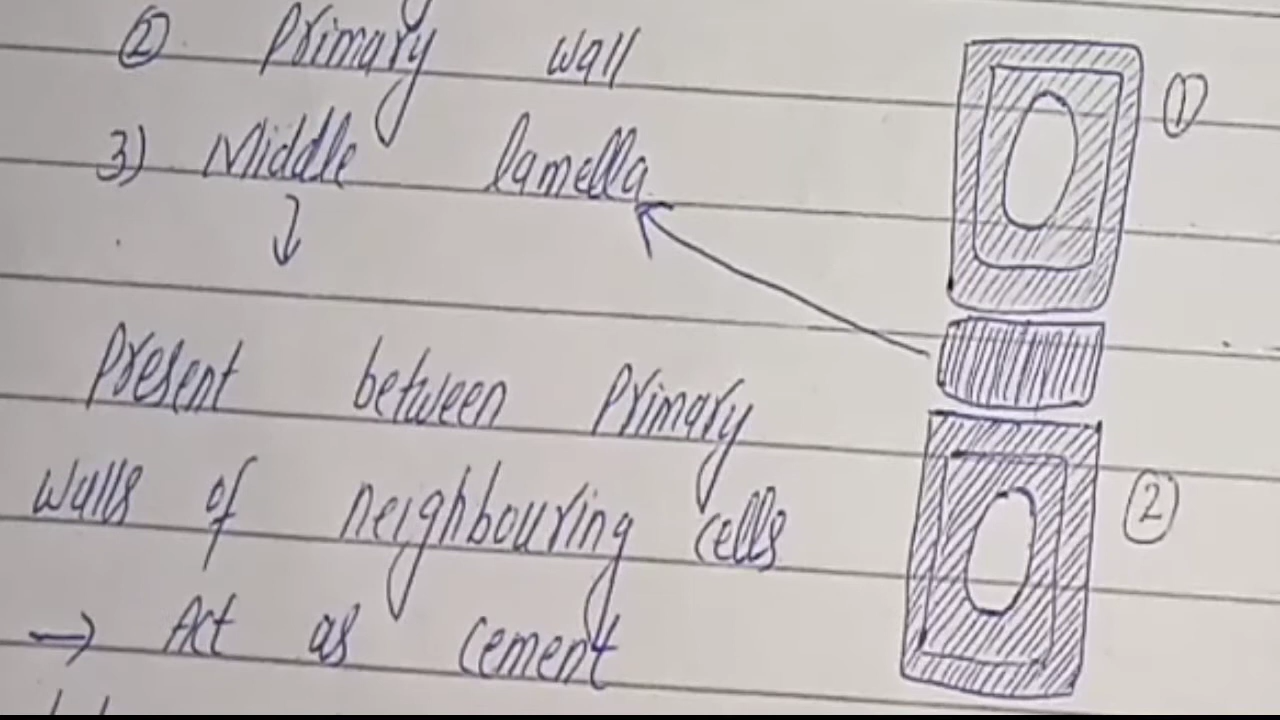 ② Primary wall
①
3) Middle lamella
Present between Primary
walls of neighbouring cells
②
→ Act as cement